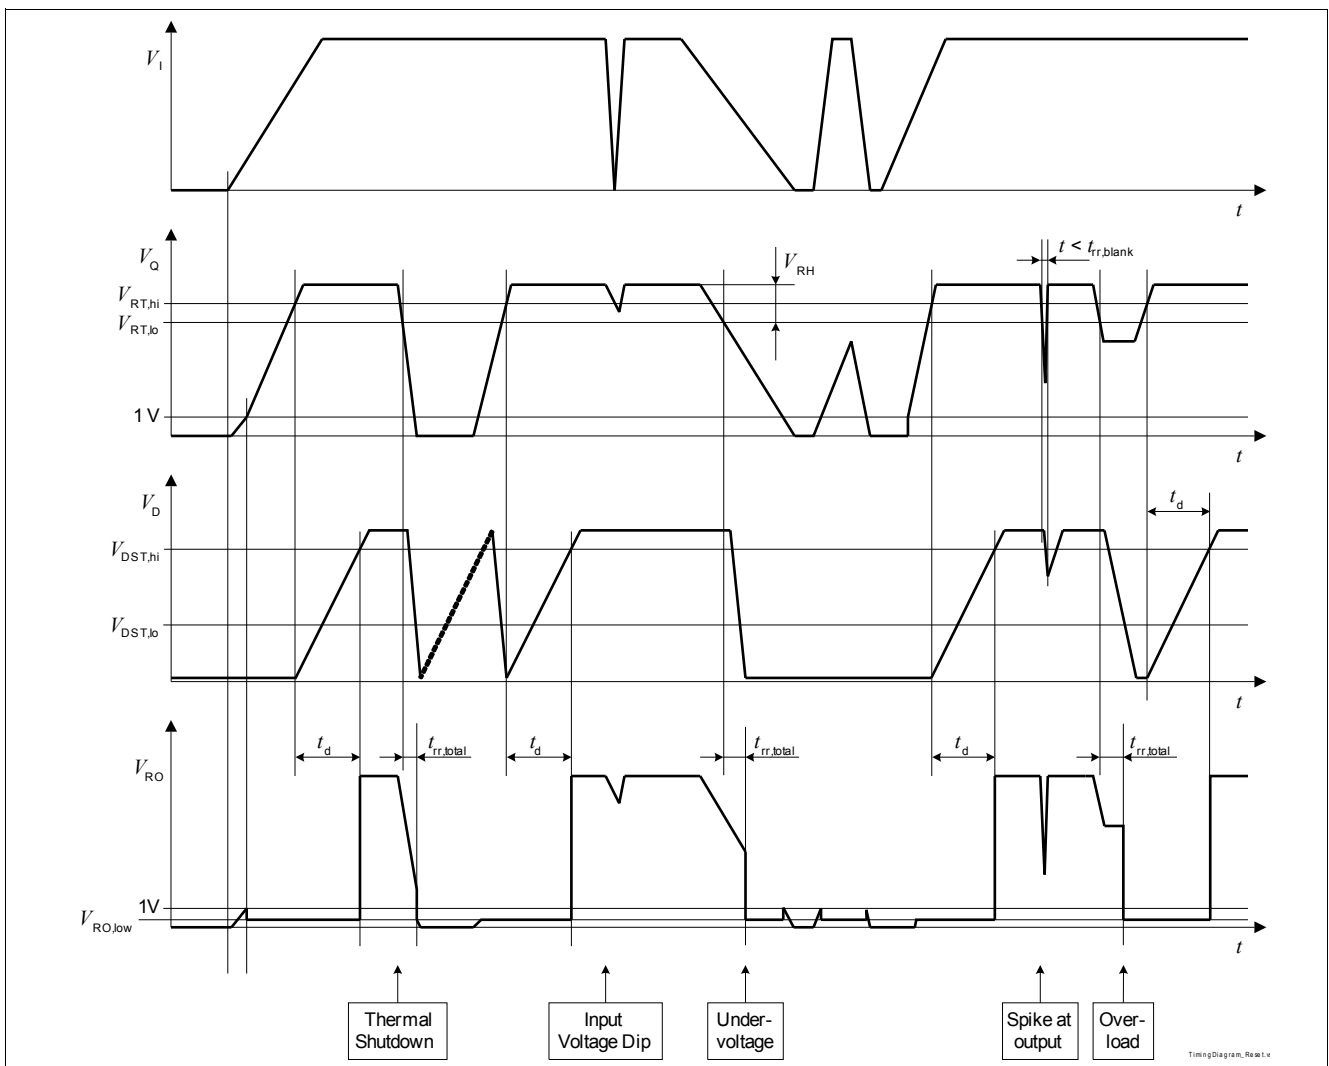 V_I
t
V_Q
t < t_rr,blank
V_RH
V_RT,hi
V_RT,lo
1 V
t
V_D
t_d
V_DST,hi
V_DST,lo
t
V_RO
t_d
t_rr,total
t_d
t_rr,total
t_d
t_rr,total
1V
V_RO,low
t
Thermal
Shutdown
Input
Voltage Dip
Under-
voltage
Spike at
output
Over-
load